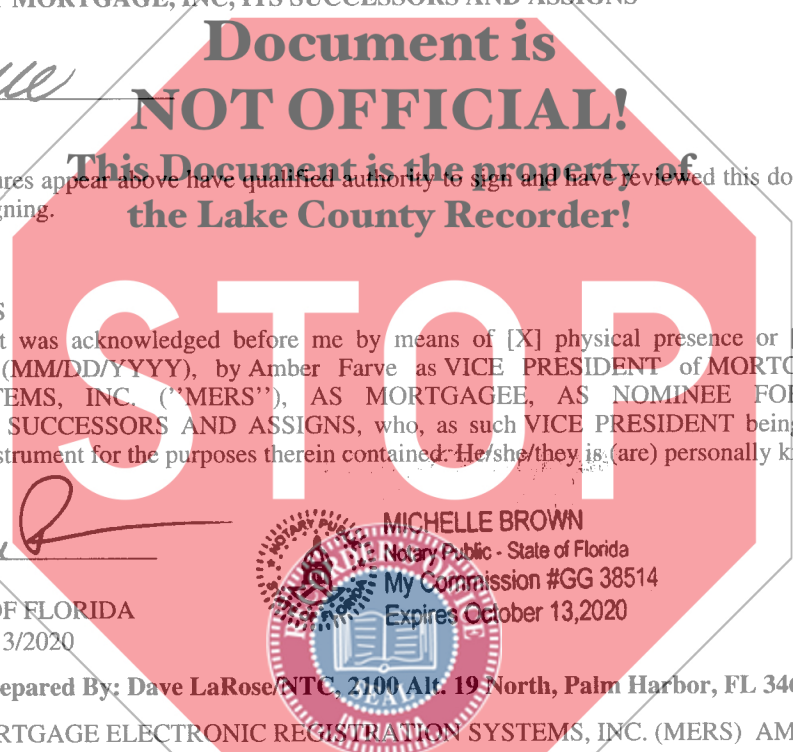 MORTGAGE, INC, ITS SUCCESSORS AND ASSIGNS
Document is
NOT OFFICIAL!
This Document is the property of
the Lake County Recorder!
ures appear above have qualified authority to sign and have reviewed this do
gning.
STOP
S
t was acknowledged before me by means of [X] physical presence or [
(MM/DD/YYYY), by Amber Farve as VICE PRESIDENT of MORTG
TEMS, INC. (''MERS''), AS MORTGAGEE, AS NOMINEE FOR
SUCCESSORS AND ASSIGNS, who, as such VICE PRESIDENT being
strument for the purposes therein contained. He/she/they is (are) personally k
NOTARY PUBLIC
FLORIDA
MICHELLE BROWN
Notary Public - State of Florida
My Commission #GG 38514
Expires October 13,2020
OF FLORIDA
3/2020
SEAL
epared By: Dave LaRose/NTC, 2100 Alt. 19 North, Palm Harbor, FL 346
RTGAGE ELECTRONIC REGISTRATION SYSTEMS, INC. (MERS) AM